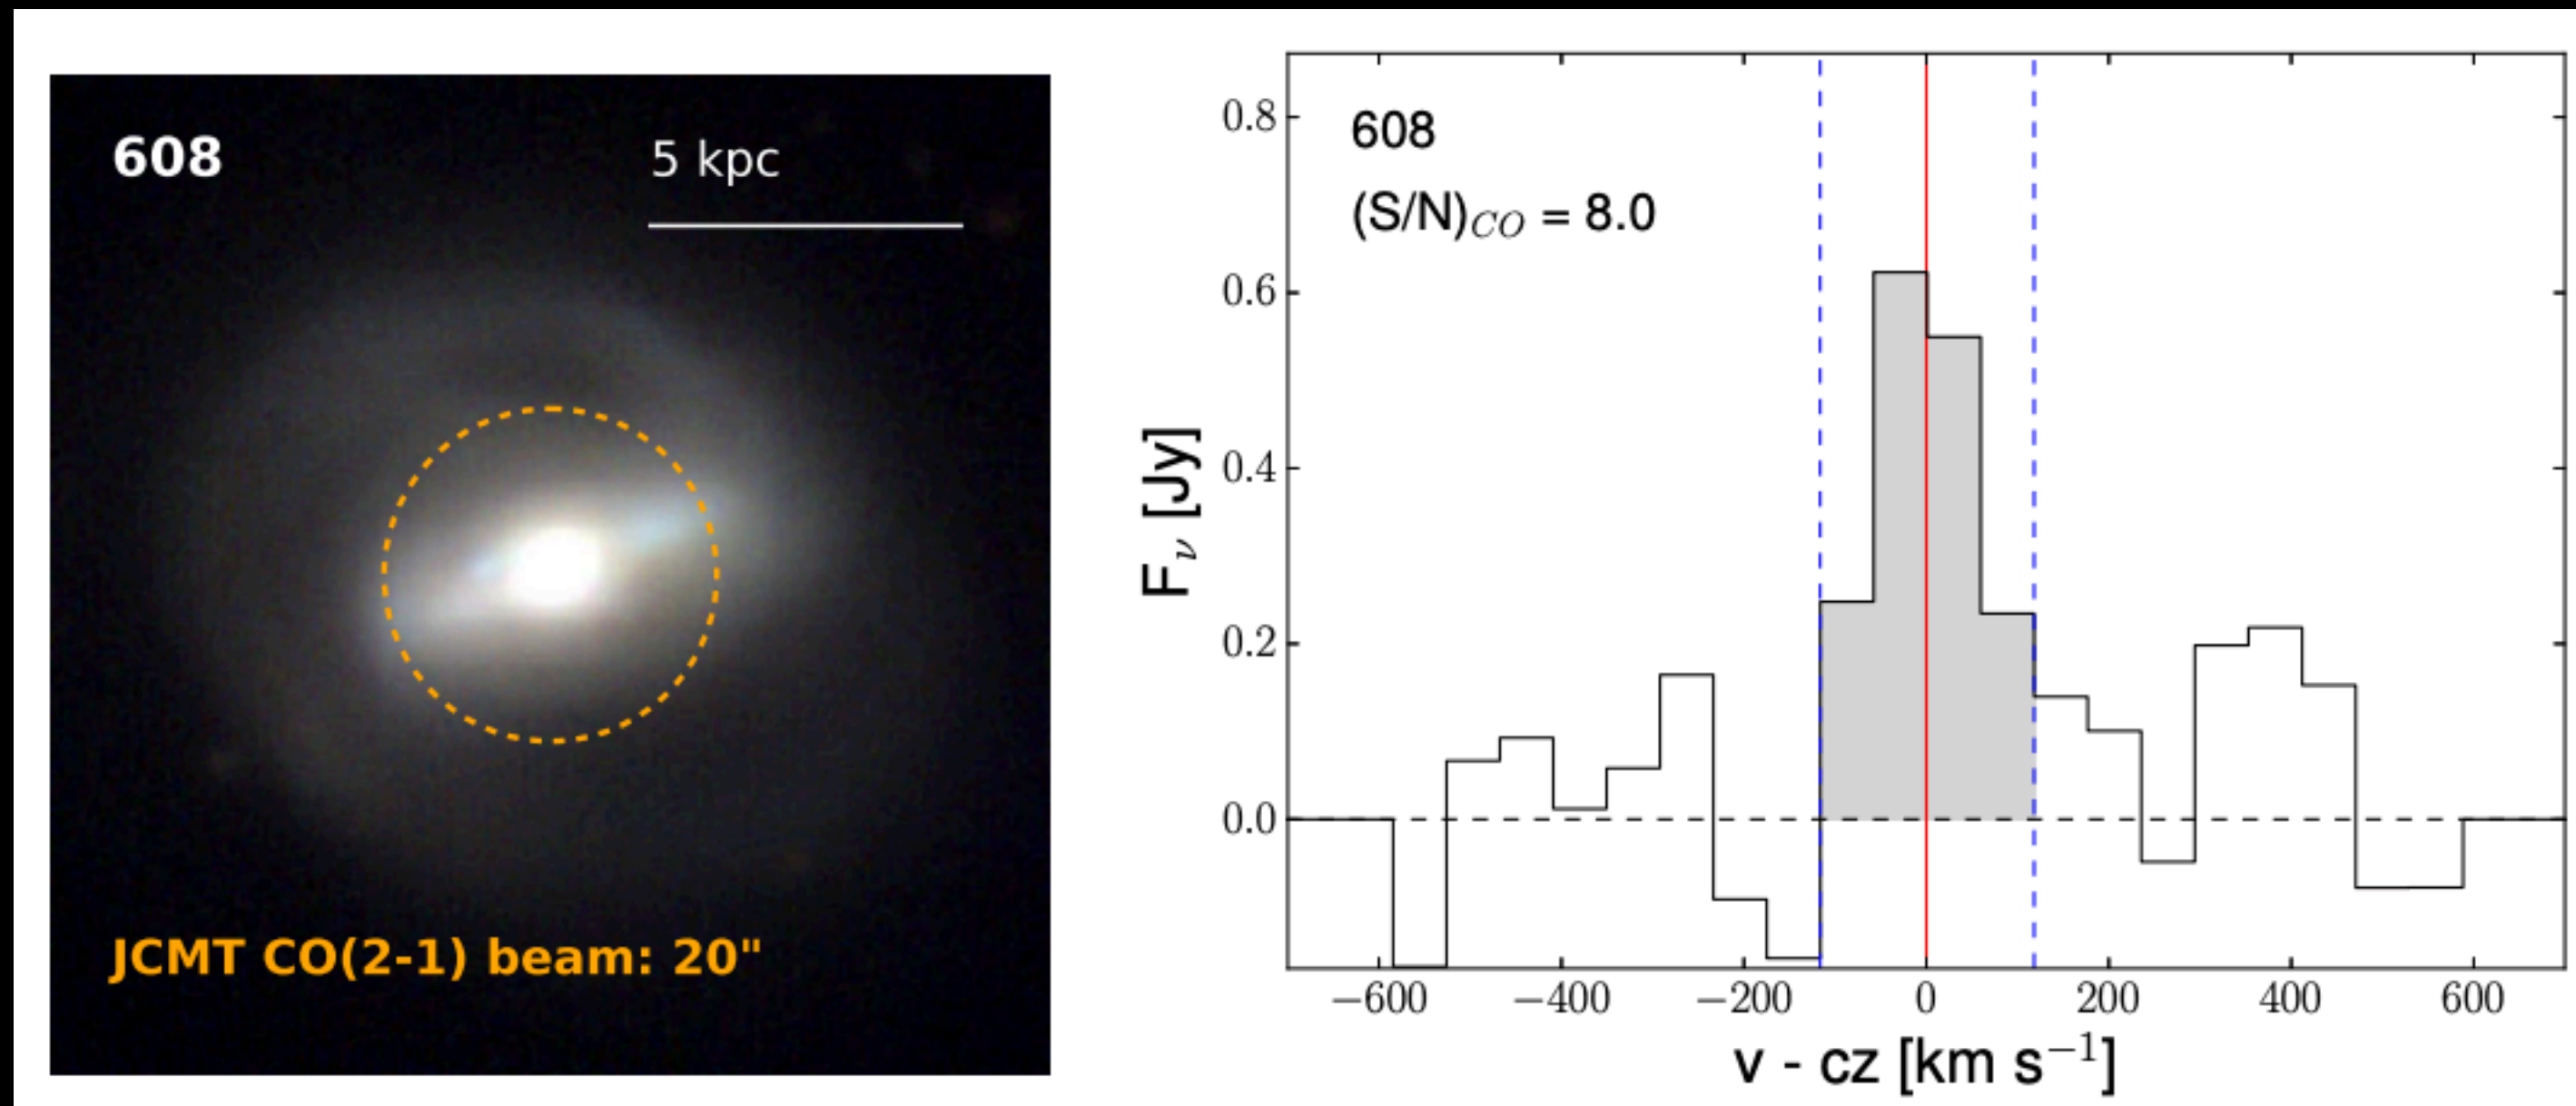 608
5 kpc
JCMT CO(2-1) beam: 20"
608
(S/N)CO = 8.0
0.8
0.6
0.4
0.2
0.0
Fν [Jy]
−600 −400 −200 0 200 400 600
v - cz [km s⁻¹]